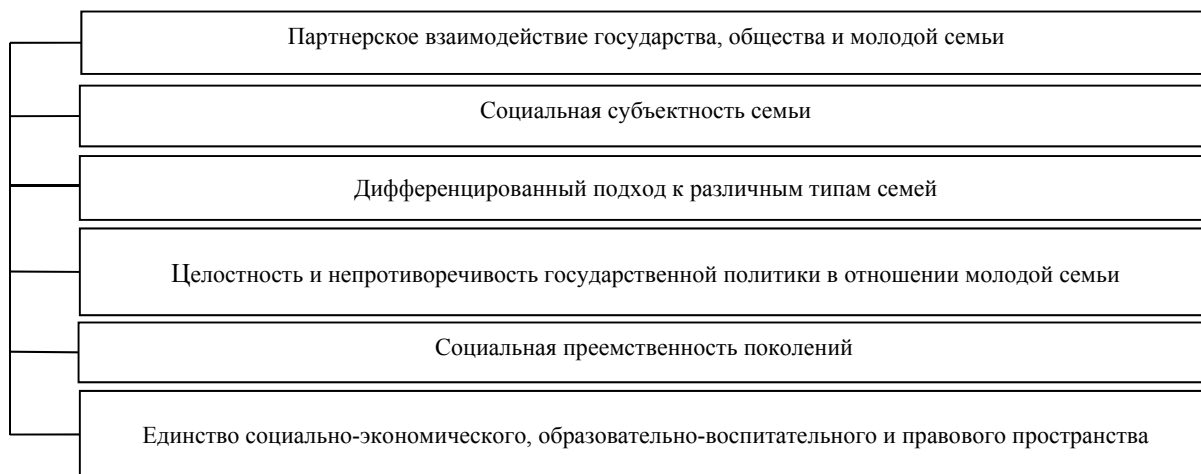 Партнерское взаимодействие государства, общества и молодой семьи
Социальная субъектность семьи
Дифференцированный подход к различным типам семей
Целостность и непротиворечивость государственной политики в отношении молодой семьи
Социальная преемственность поколений
Единство социально-экономического, образовательно-воспитательного и правового пространства